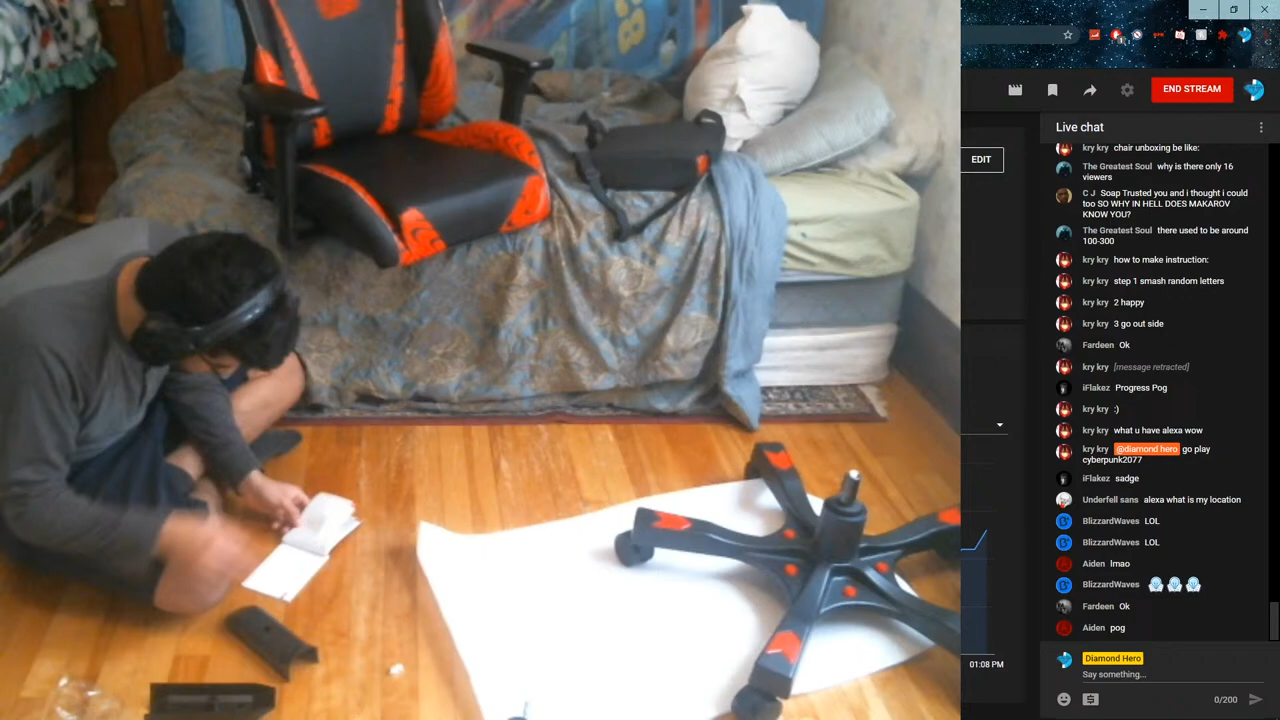 END STREAM
Live chat
EDIT
kry kry chair unboxing be like:
The Greatest Soul why is there only 16
viewers
C J Soap Trusted you and i thought i could
too SO WHY IN HELL DOES MAKAROV
KNOW YOU?
The Greatest Soul there used to be around
100-300
kry kry how to make instruction:
kry kry step 1 smash random letters
kry kry 2 happy
kry kry 3 go out side
Fardeen Ok
kry kry [message retracted]
iFlakez Progress Pog
kry kry :)
kry kry what u have alexa wow
kry kry @diamond hero go play
cyberpunk2077
iFlakez sadge
Underfell sans alexa what is my location
BlizzardWaves LOL
BlizzardWaves LOL
Aiden lmao
BlizzardWaves
Fardeen Ok
Aiden pog
01:08 PM
Diamond Hero
Say something...
0/200